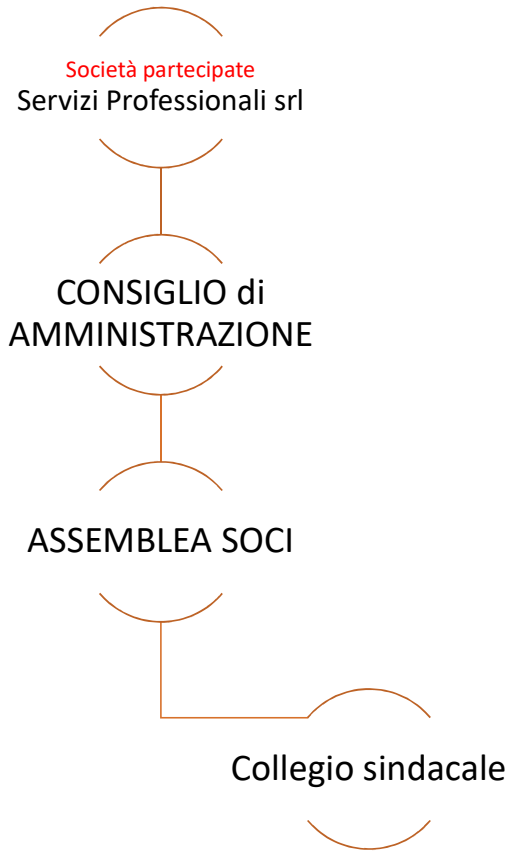 Società partecipate
Servizi Professionali srl
CONSIGLIO di
AMMINISTRAZIONE
ASSEMBLEA SOCI
Collegio sindacale